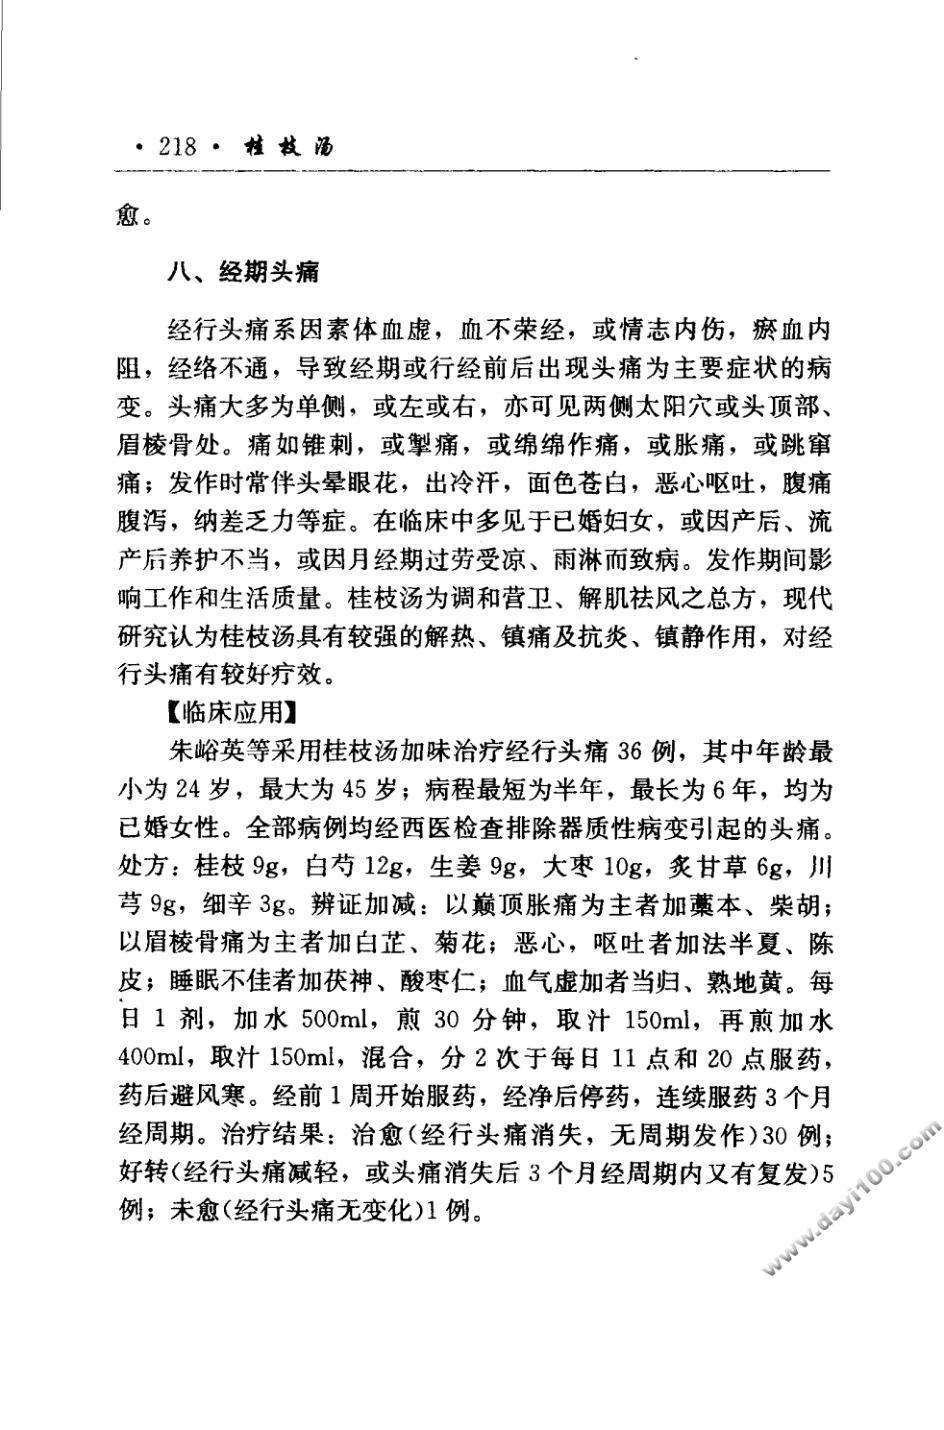 ·218· 桂枝汤
愈。
八、经期头痛
经行头痛系因素体血虚，血不荣经，或情志内伤，瘀血内
阻，经络不通，导致经期或行经前后出现头痛为主要症状的病
变。头痛大多为单侧，或左或右，亦可见两侧太阳穴或头顶部、
眉棱骨处。痛如锥刺，或掣痛，或绵绵作痛，或胀痛，或跳窜
痛；发作时常伴头晕眼花，出冷汗，面色苍白，恶心呕吐，腹痛
腹泻，纳差乏力等症。在临床中多见于已婚妇女，或因产后、流
产后养护不当，或因月经期过劳受凉、雨淋而致病。发作期间影
响工作和生活质量。桂枝汤为调和营卫、解肌祛风之总方，现代
研究认为桂枝汤具有较强的解热、镇痛及抗炎、镇静作用，对经
行头痛有较好疗效。
【临床应用】
朱峪英等采用桂枝汤加味治疗经行头痛 36 例，其中年龄最
小为 24 岁，最大为 45 岁；病程最短为半年，最长为 6 年，均为
已婚女性。全部病例均经西医检查排除器质性病变引起的头痛。
处方：桂枝 9g，白芍 12g，生姜 9g，大枣 10g，炙甘草 6g，川
芎 9g，细辛 3g。辨证加减：以巅顶胀痛为主者加藁本、柴胡；
以眉棱骨痛为主者加白芷、菊花；恶心，呕吐者加法半夏、陈
皮；睡眠不佳者加茯神、酸枣仁；血气虚加者当归、熟地黄。每
日 1 剂，加水 500ml，煎 30 分钟，取汁 150ml，再煎加水
400ml，取汁 150ml，混合，分 2 次于每日 11 点和 20 点服药，
药后避风寒。经前 1 周开始服药，经净后停药，连续服药 3 个月
经周期。治疗结果：治愈（经行头痛消失，无周期发作）30 例；
好转（经行头痛减轻，或头痛消失后 3 个月经周期内又有复发）5
例；未愈（经行头痛无变化）1 例。
www.dayi100.com